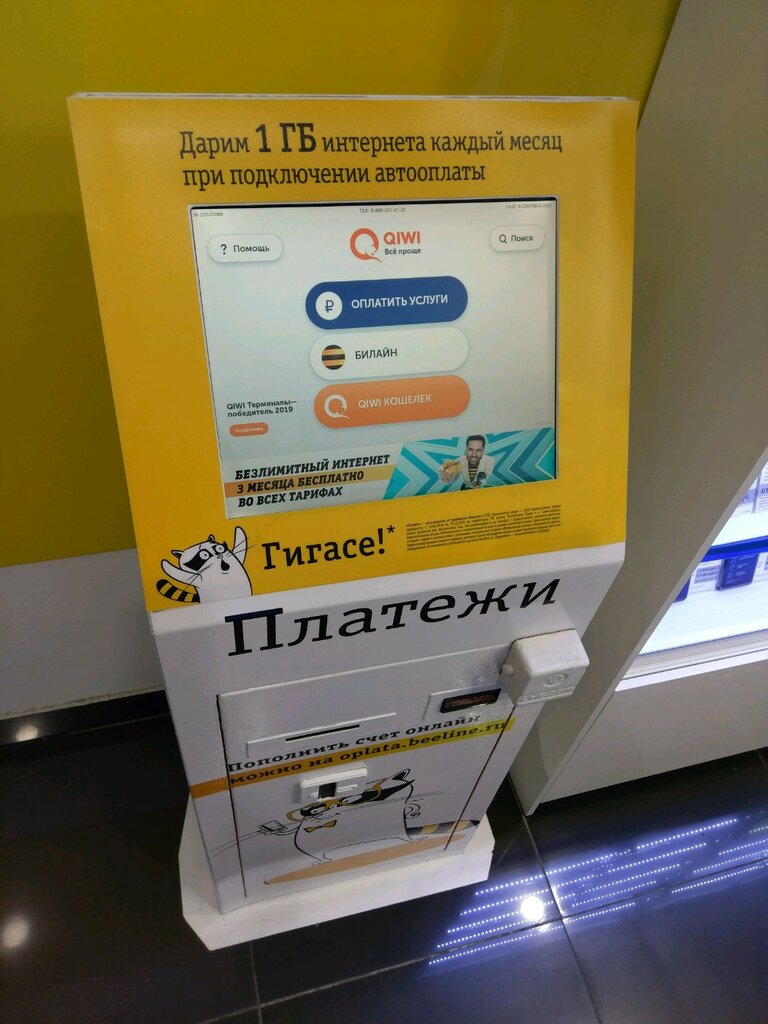 Дарим 1 ГБ интернета каждый месяц
при подключении автооплаты
? Помощь
QIWI
Всё проще
Поиск
₽ ОПЛАТИТЬ УСЛУГИ
БИЛАЙН
QIWI КОШЕЛЕК
QIWI Терминалы—
победитель 2019
Подробнее
БЕЗЛИМИТНЫЙ ИНТЕРНЕТ
3 МЕСЯЦА БЕСПЛАТНО
ВО ВСЕХ ТАРИФАХ
Гигасе!*
Платежи
Пополнить счет онлайн
можно на oplata.beeline.ru